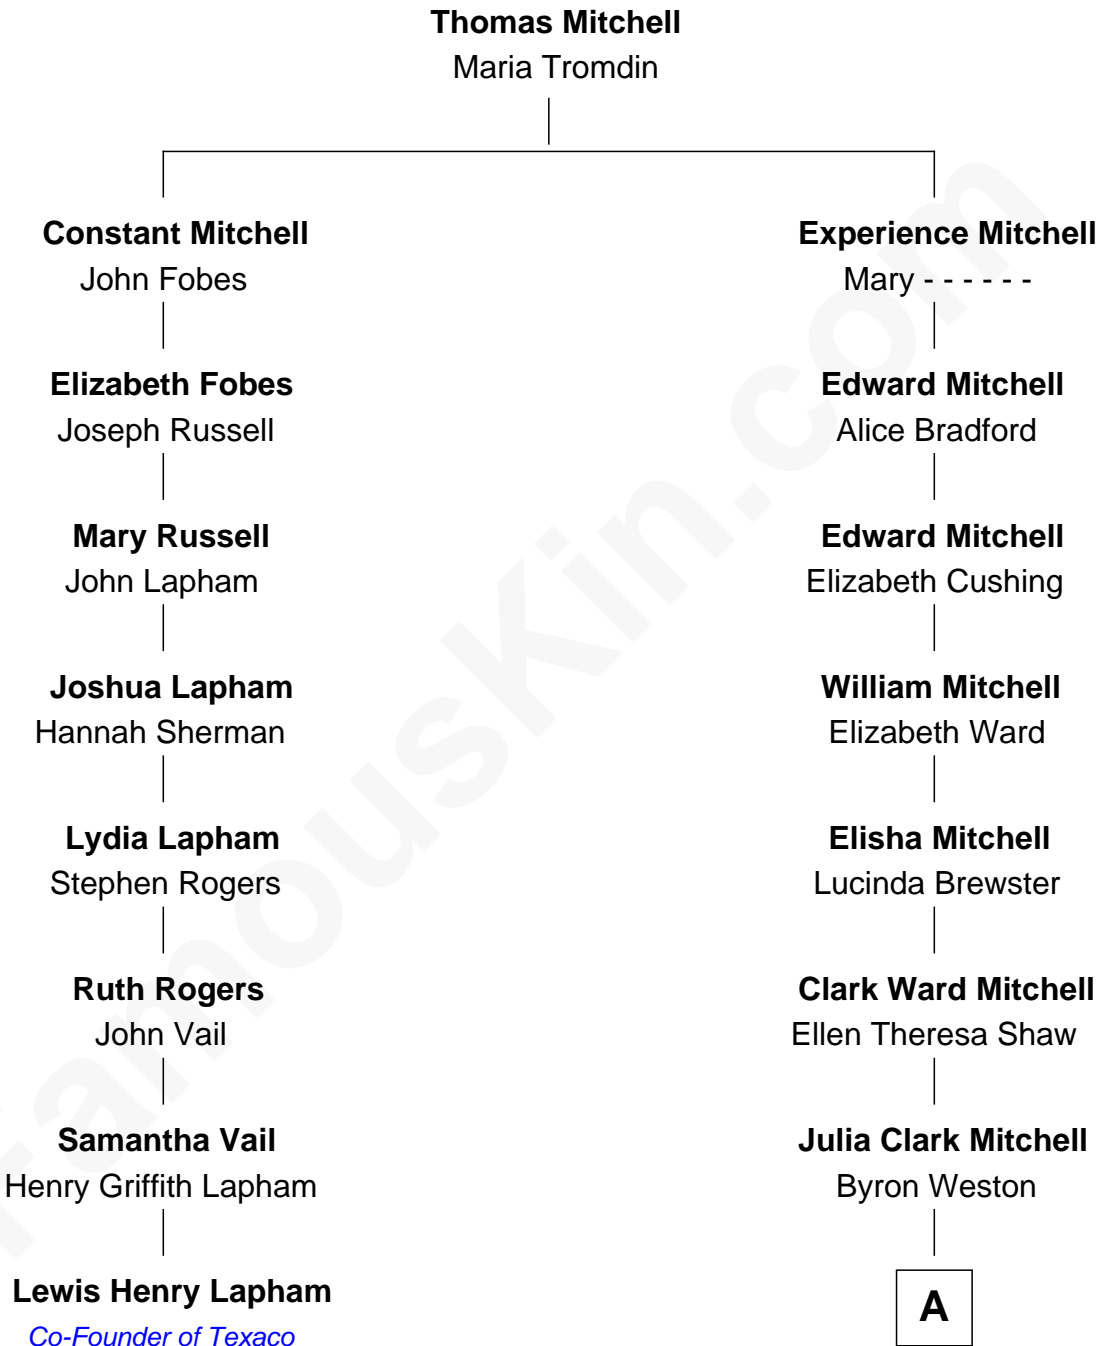 Thomas Mitchell
Maria Tromdin
Constant Mitchell
John Fobes
Experience Mitchell
Mary - - - - - -
Elizabeth Fobes
Joseph Russell
Edward Mitchell
Alice Bradford
Mary Russell
John Lapham
Edward Mitchell
Elizabeth Cushing
Joshua Lapham
Hannah Sherman
William Mitchell
Elizabeth Ward
Lydia Lapham
Stephen Rogers
Elisha Mitchell
Lucinda Brewster
Ruth Rogers
John Vail
Clark Ward Mitchell
Ellen Theresa Shaw
Samantha Vail
Henry Griffith Lapham
Julia Clark Mitchell
Byron Weston
Lewis Henry Lapham
Co-Founder of Texaco
A
FamousKin.com